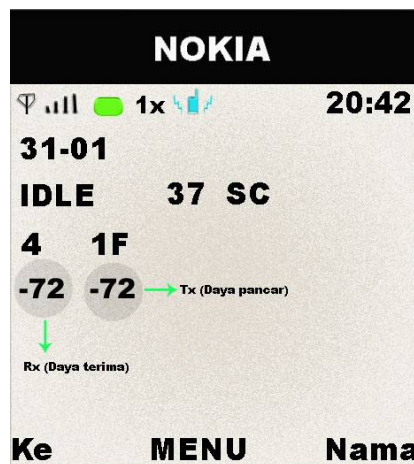 NOKIA
1x 20:42
31-01
IDLE 37 SC
4 1F
-72 -72 Tx (Daya pancar)
Rx (Daya terima)
Ke MENU Nama